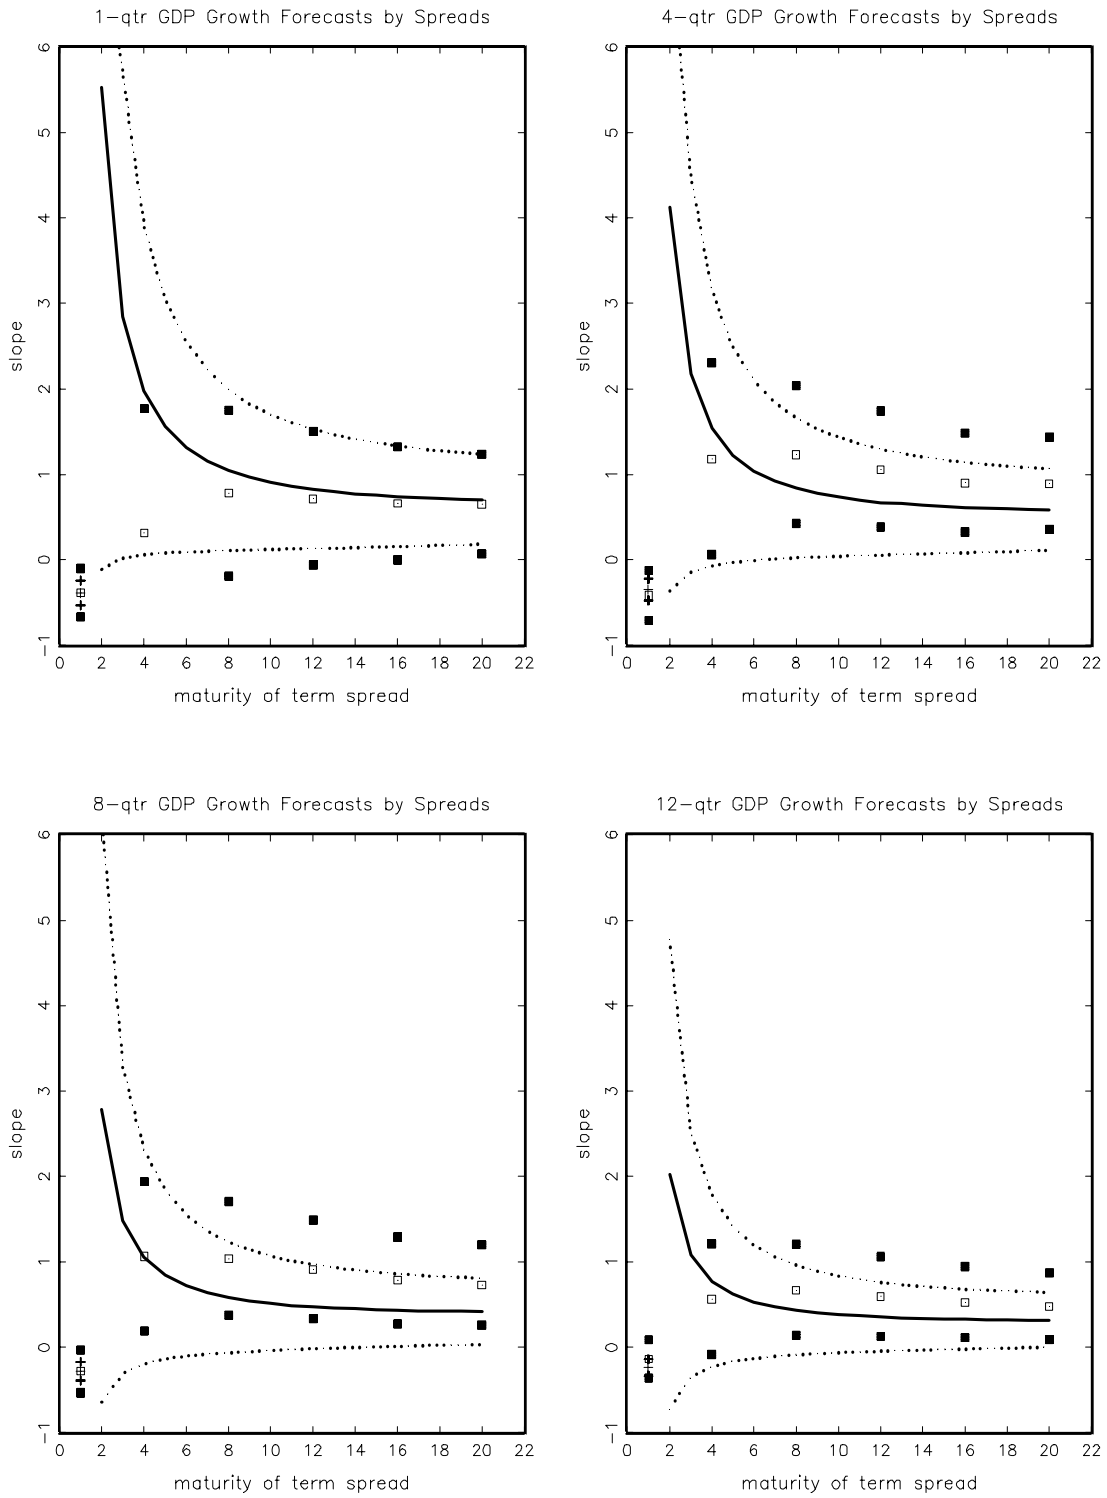 1-qtr GDP Growth Forecasts by Spreads
4-qtr GDP Growth Forecasts by Spreads
6
5
4
3
2
1
0
-1
slope
0 2 4 6 8 10 12 14 16 18 20 22
maturity of term spread
6
5
4
3
2
1
0
-1
slope
0 2 4 6 8 10 12 14 16 18 20 22
maturity of term spread
8-qtr GDP Growth Forecasts by Spreads
12-qtr GDP Growth Forecasts by Spreads
6
5
4
3
2
1
0
-1
slope
0 2 4 6 8 10 12 14 16 18 20 22
maturity of term spread
6
5
4
3
2
1
0
-1
slope
0 2 4 6 8 10 12 14 16 18 20 22
maturity of term spread